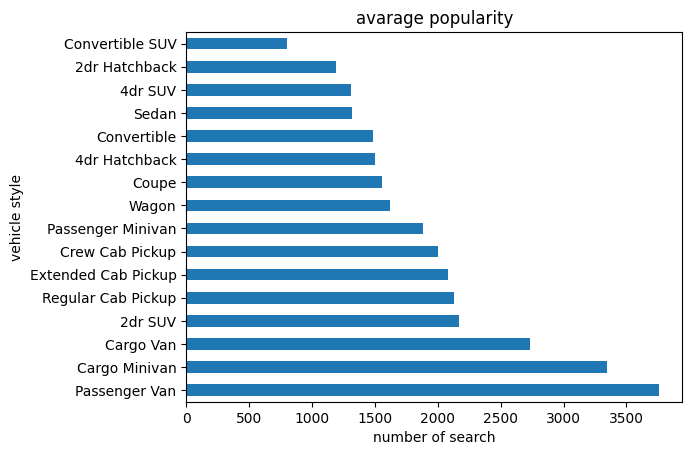 avarage popularity
Convertible SUV
2dr Hatchback
4dr SUV
Sedan
Convertible
4dr Hatchback
Coupe
Wagon
Passenger Minivan
Crew Cab Pickup
Extended Cab Pickup
Regular Cab Pickup
2dr SUV
Cargo Van
Cargo Minivan
Passenger Van
vehicle style
0 500 1000 1500 2000 2500 3000 3500
number of search